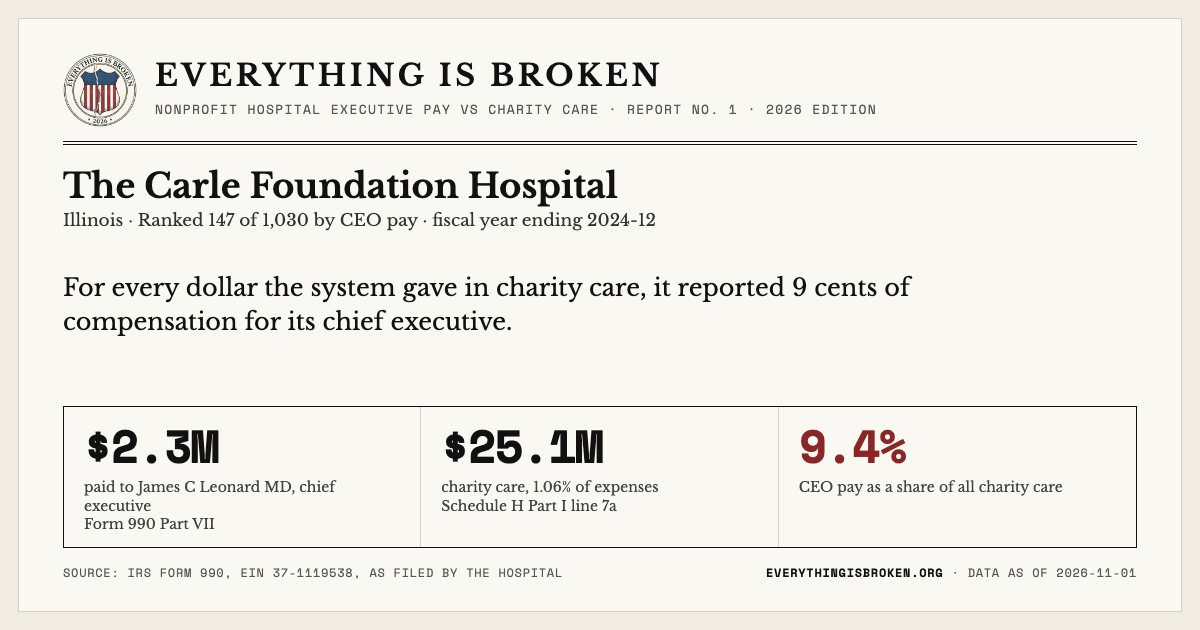 EVERYTHING IS BROKEN
2026
EVERYTHING IS BROKEN
NONPROFIT HOSPITAL EXECUTIVE PAY VS CHARITY CARE · REPORT NO. 1 · 2026 EDITION
The Carle Foundation Hospital
Illinois · Ranked 147 of 1,030 by CEO pay · fiscal year ending 2024-12
For every dollar the system gave in charity care, it reported 9 cents of
compensation for its chief executive.
$2.3M
paid to James C Leonard MD, chief
executive
Form 990 Part VII
$25.1M
charity care, 1.06% of expenses
Schedule H Part I line 7a
9.4%
CEO pay as a share of all charity care
SOURCE: IRS FORM 990, EIN 37-1119538, AS FILED BY THE HOSPITAL
EVERYTHINGISBROKEN.ORG · DATA AS OF 2026-11-01